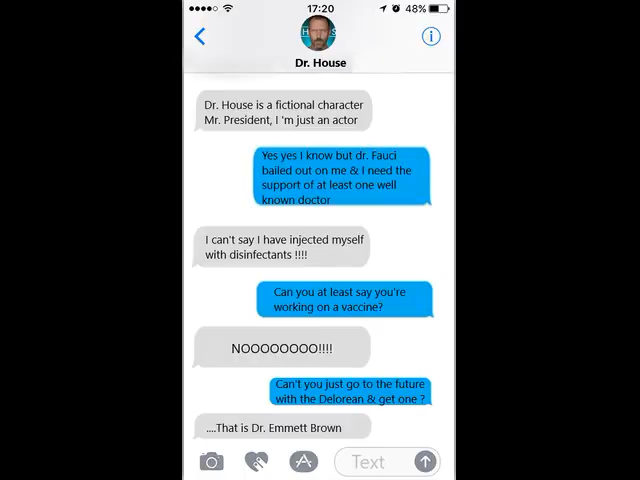 17:20
48%
H S
Dr. House
Dr. House is a fictional character
Mr. President, I 'm just an actor
Yes yes I know but dr. Fauci
bailed out on me & I need the
support of at least one well
known doctor
I can't say I have injected myself
with disinfectants !!!!
Can you at least say you're
working on a vaccine?
NOOOOOOOO!!!!
Can't you just go to the future
with the Delorean & get one ?
....That is Dr. Emmett Brown
Text